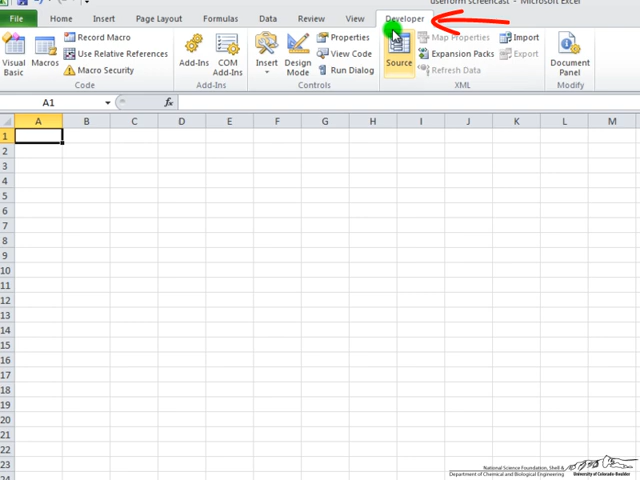 userform screencast - Microsoft Excel
File Home Insert Page Layout Formulas Data Review View Developer
Visual Basic Macros Record Macro Use Relative References Macro Security Code
Add-Ins COM Add-Ins Add-Ins
Insert Design Mode Properties View Code Run Dialog Controls
Source Map Properties Expansion Packs Refresh Data Import Export XML
Document Panel Modify
A1 fx
A B C D E F G H I J K L M
1
2
3
4
5
6
7
8
9
10
11
12
13
14
15
16
17
18
19
20
21
22
23
24
National Science Foundation, Shell &
Department of Chemical and Biological Engineering
University of Colorado Boulder